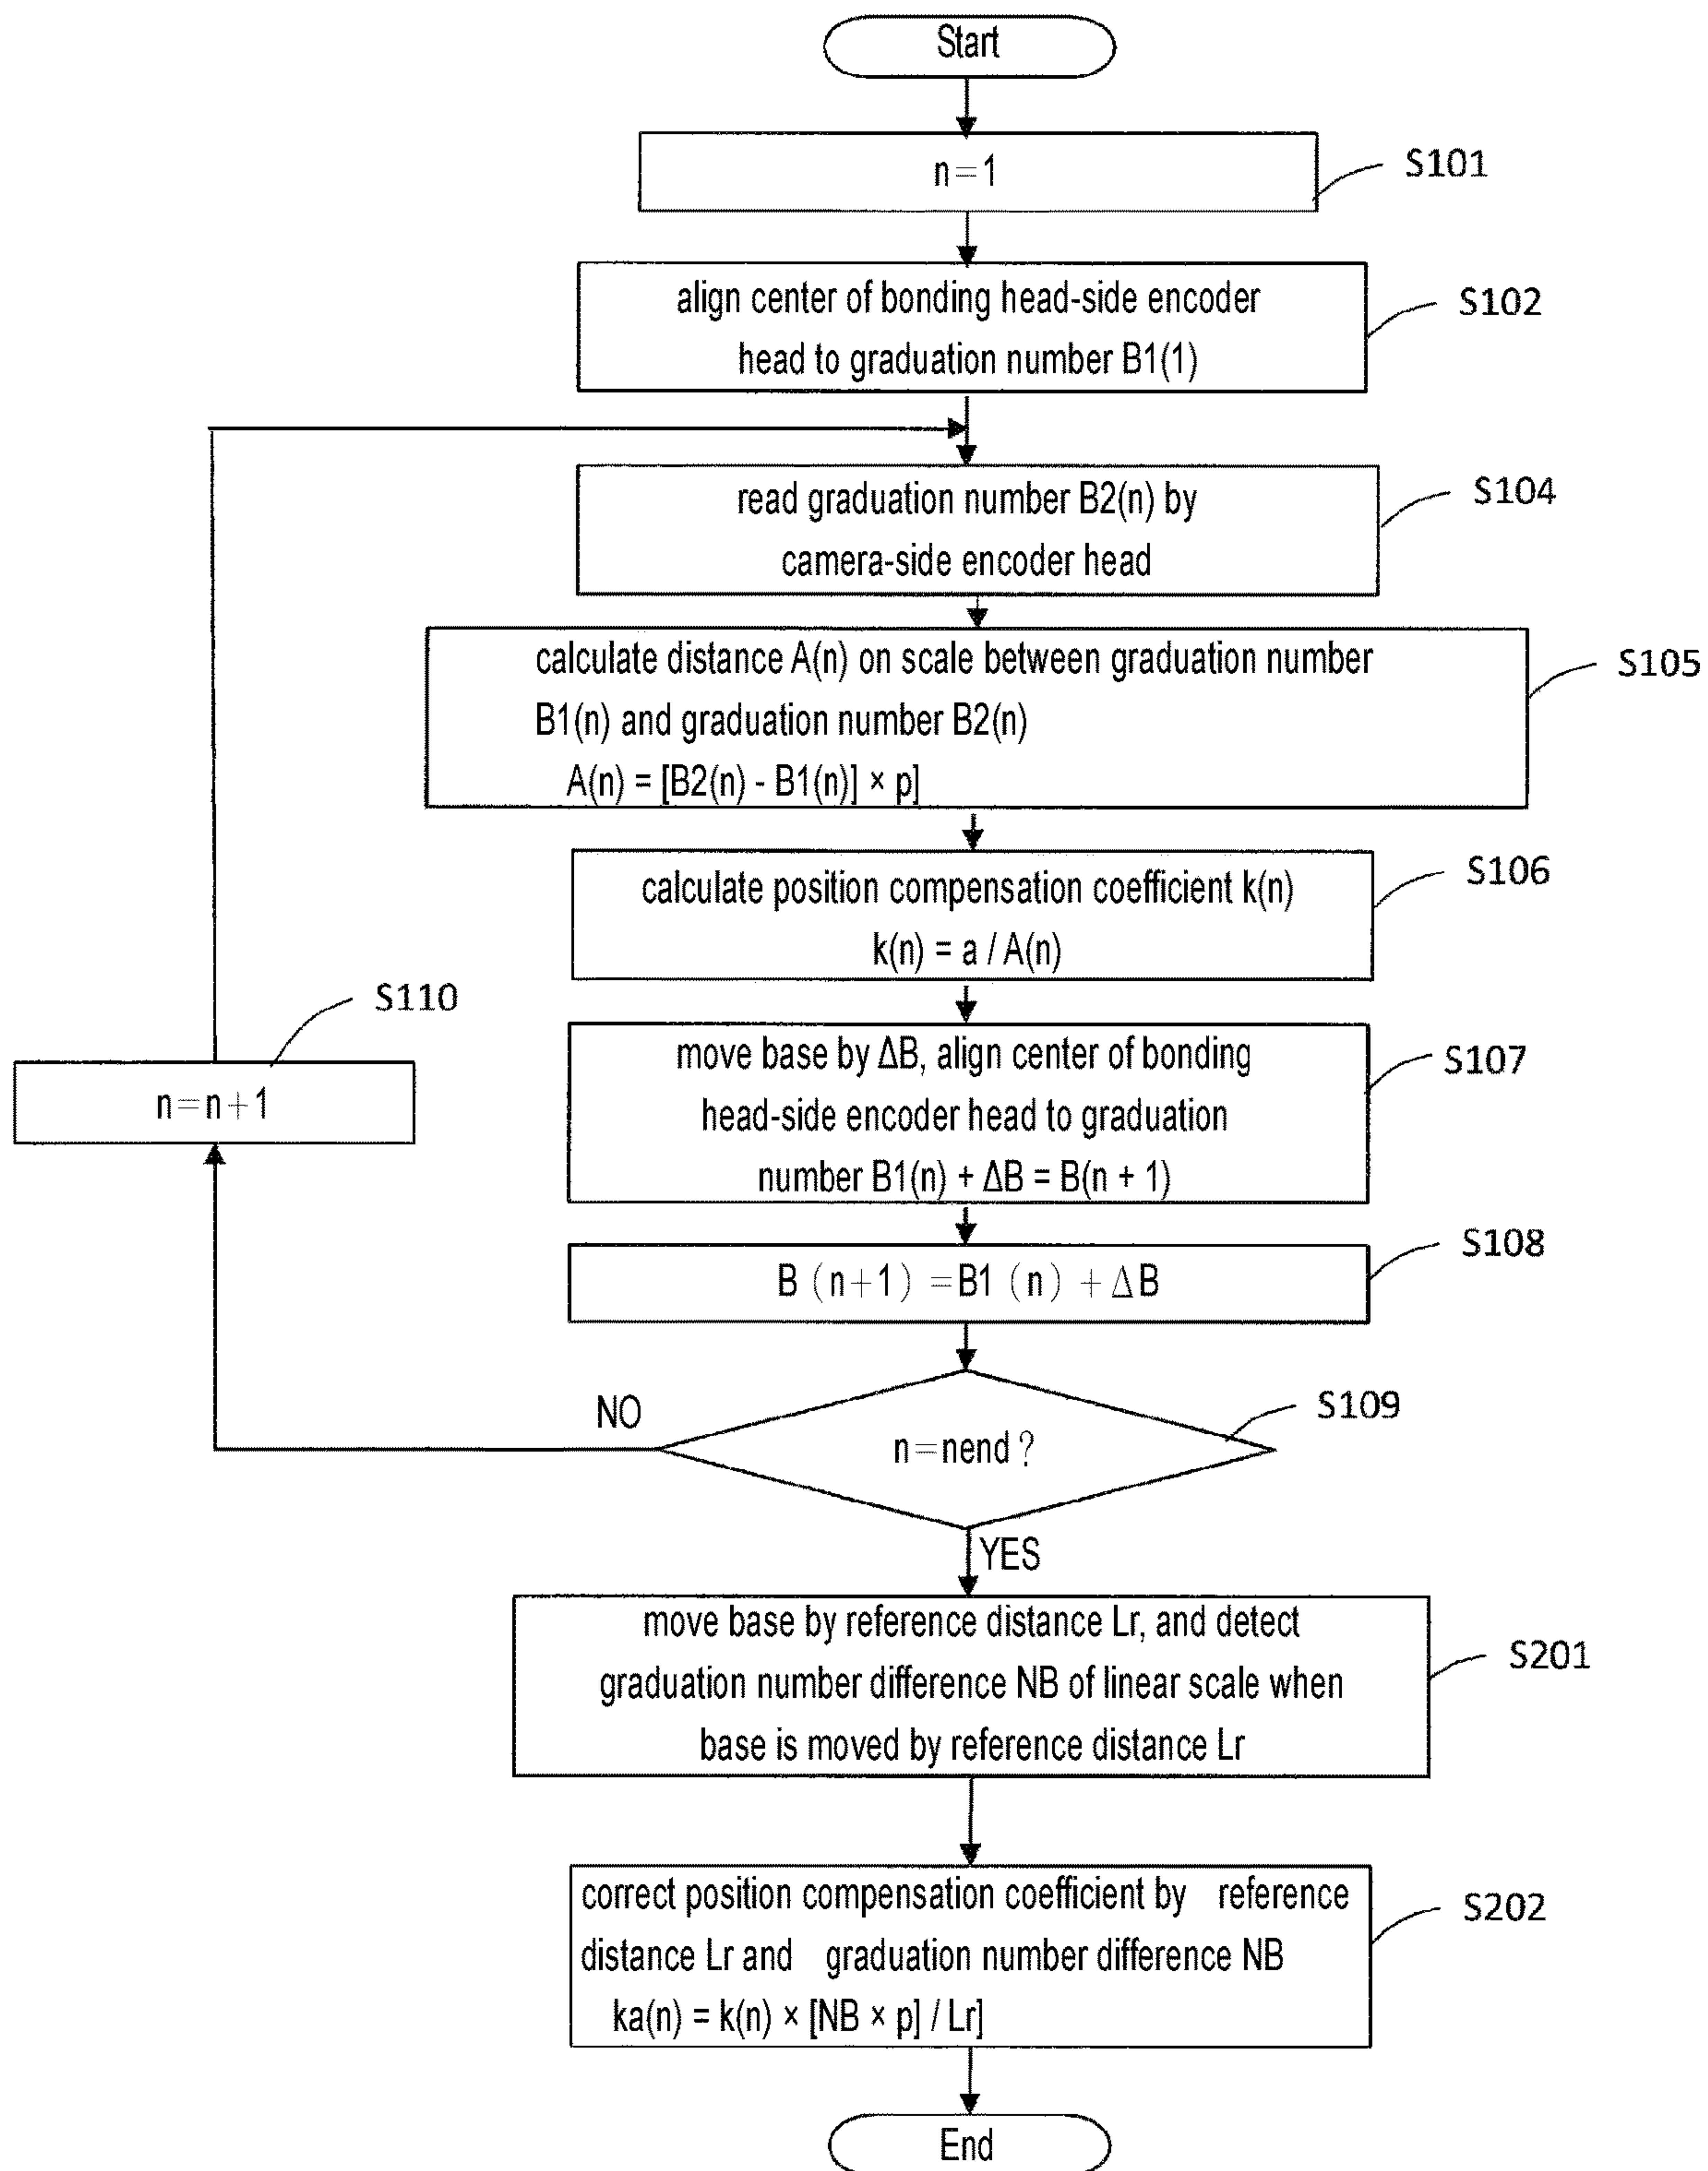 Start
n=1
S101
align center of bonding head-side encoder
head to graduation number B1(1)
S102
read graduation number B2(n) by
camera-side encoder head
S104
calculate distance A(n) on scale between graduation number
B1(n) and graduation number B2(n)
A(n) = [B2(n) - B1(n)] × p]
S105
calculate position compensation coefficient k(n)
k(n) = a / A(n)
S106
S110
n=n+1
move base by ΔB, align center of bonding
head-side encoder head to graduation
number B1(n) + ΔB = B(n + 1)
S107
B (n+1) =B1 (n) +ΔB
S108
NO
n=nend?
S109
YES
move base by reference distance Lr, and detect
graduation number difference NB of linear scale when
base is moved by reference distance Lr
S201
correct position compensation coefficient by reference
distance Lr and graduation number difference NB
ka(n) = k(n) × [NB × p] / Lr]
S202
End